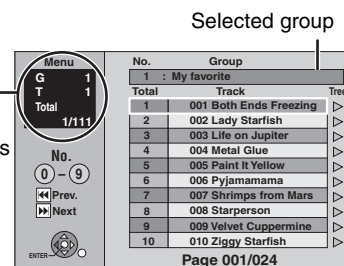 Selected group
Menu
G 1
T 1
Total
1/111
s
No.
0 – 9
Prev.
Next
ENTER
No. Group
1 : My favorite
Total Track Tree
1 001 Both Ends Freezing
2 002 Lady Starfish
3 003 Life on Jupiter
4 004 Metal Glue
5 005 Paint It Yellow
6 006 Pyjamamama
7 007 Shrimps from Mars
8 008 Starperson
9 009 Velvet Cuppermine
10 010 Ziggy Starfish
Page 001/024